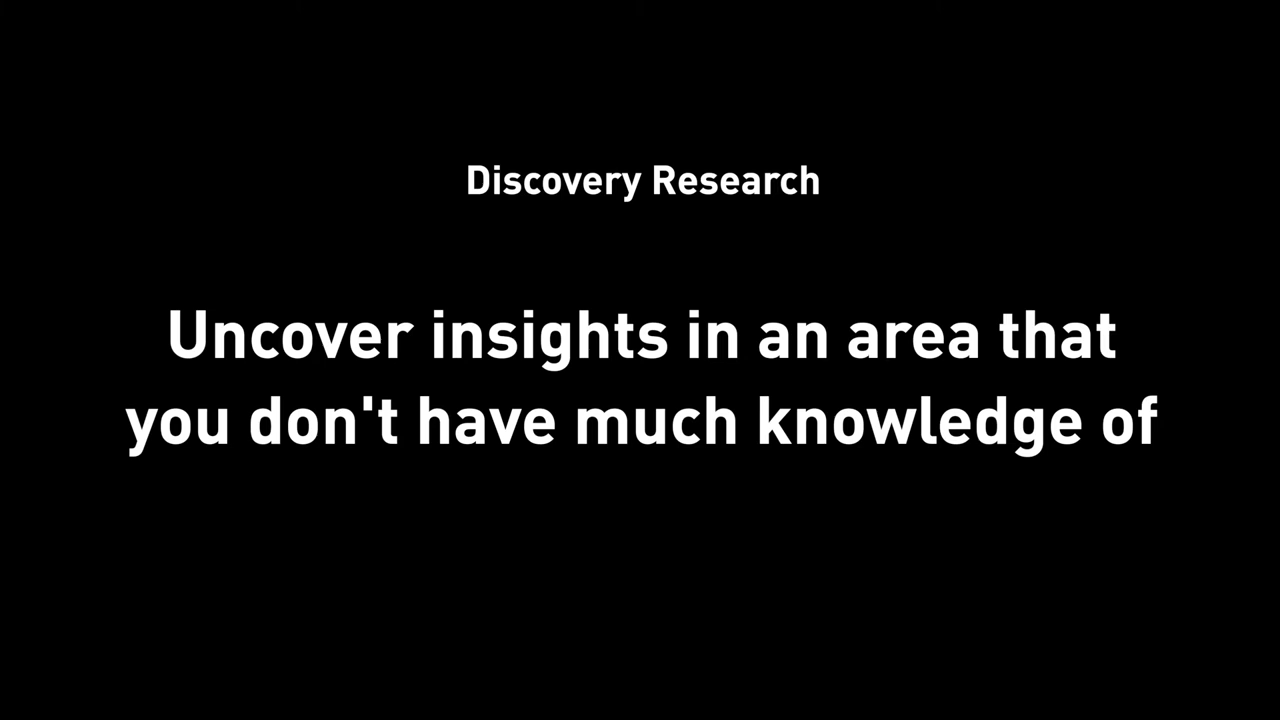 Discovery Research
Uncover insights in an area that
you don't have much knowledge of